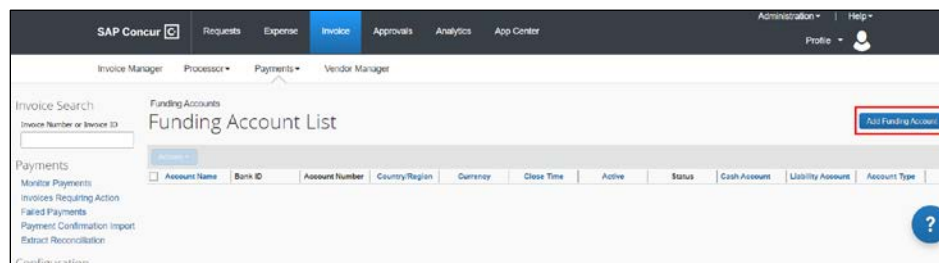 Administration Help
SAP Concur C Requests Expense Invoice Approvals Analytics App Center
Profile
Invoice Manager Processor Payments Vendor Manager
Invoice Search
Invoice Number or Invoice ID
Payments
Monitor Payments
Invoices Requiring Action
Failed Payments
Payment Confirmation Import
Extract Reconciliation
Configuration
Funding Accounts
Funding Account List
Add Funding Account
Actions
Account Name Bank ID Account Number Country/Region Currency Close Time Active Status Cash Account Liability Account Account Type
?